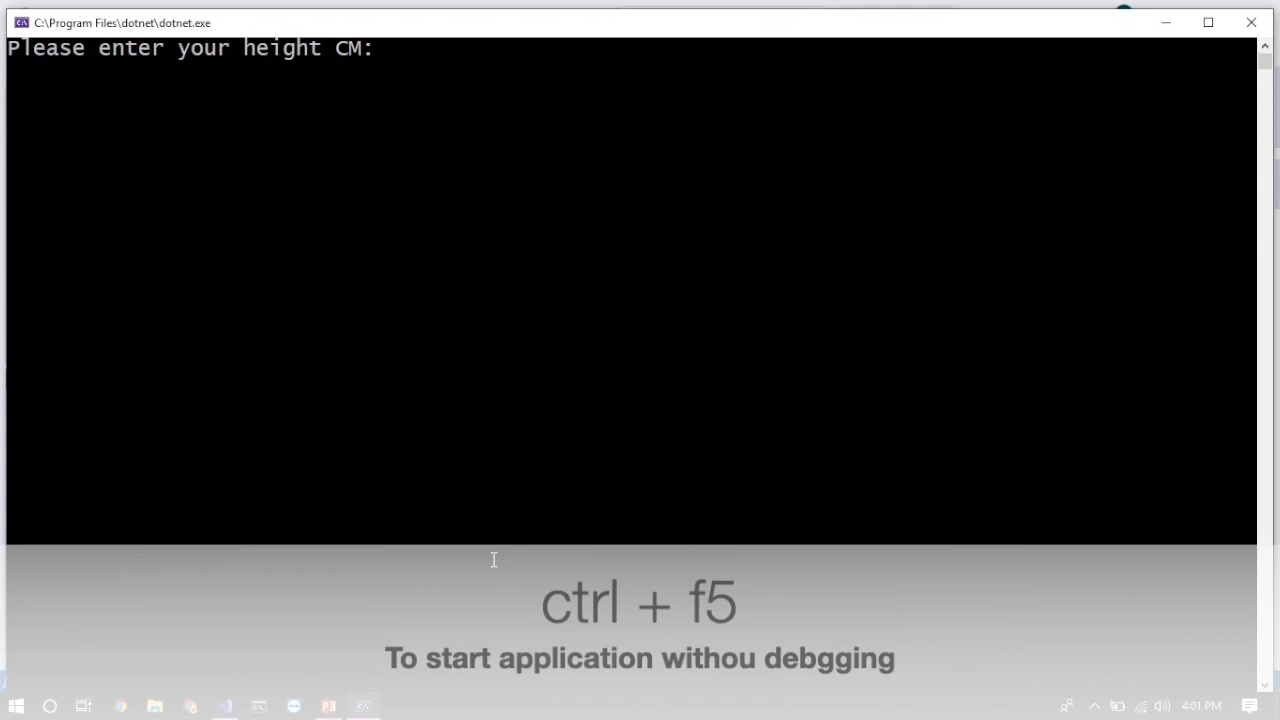 C:\Program Files\dotnet\dotnet.exe
Please enter your height CM:
ctrl + f5
To start application withou debgging
4:01 PM